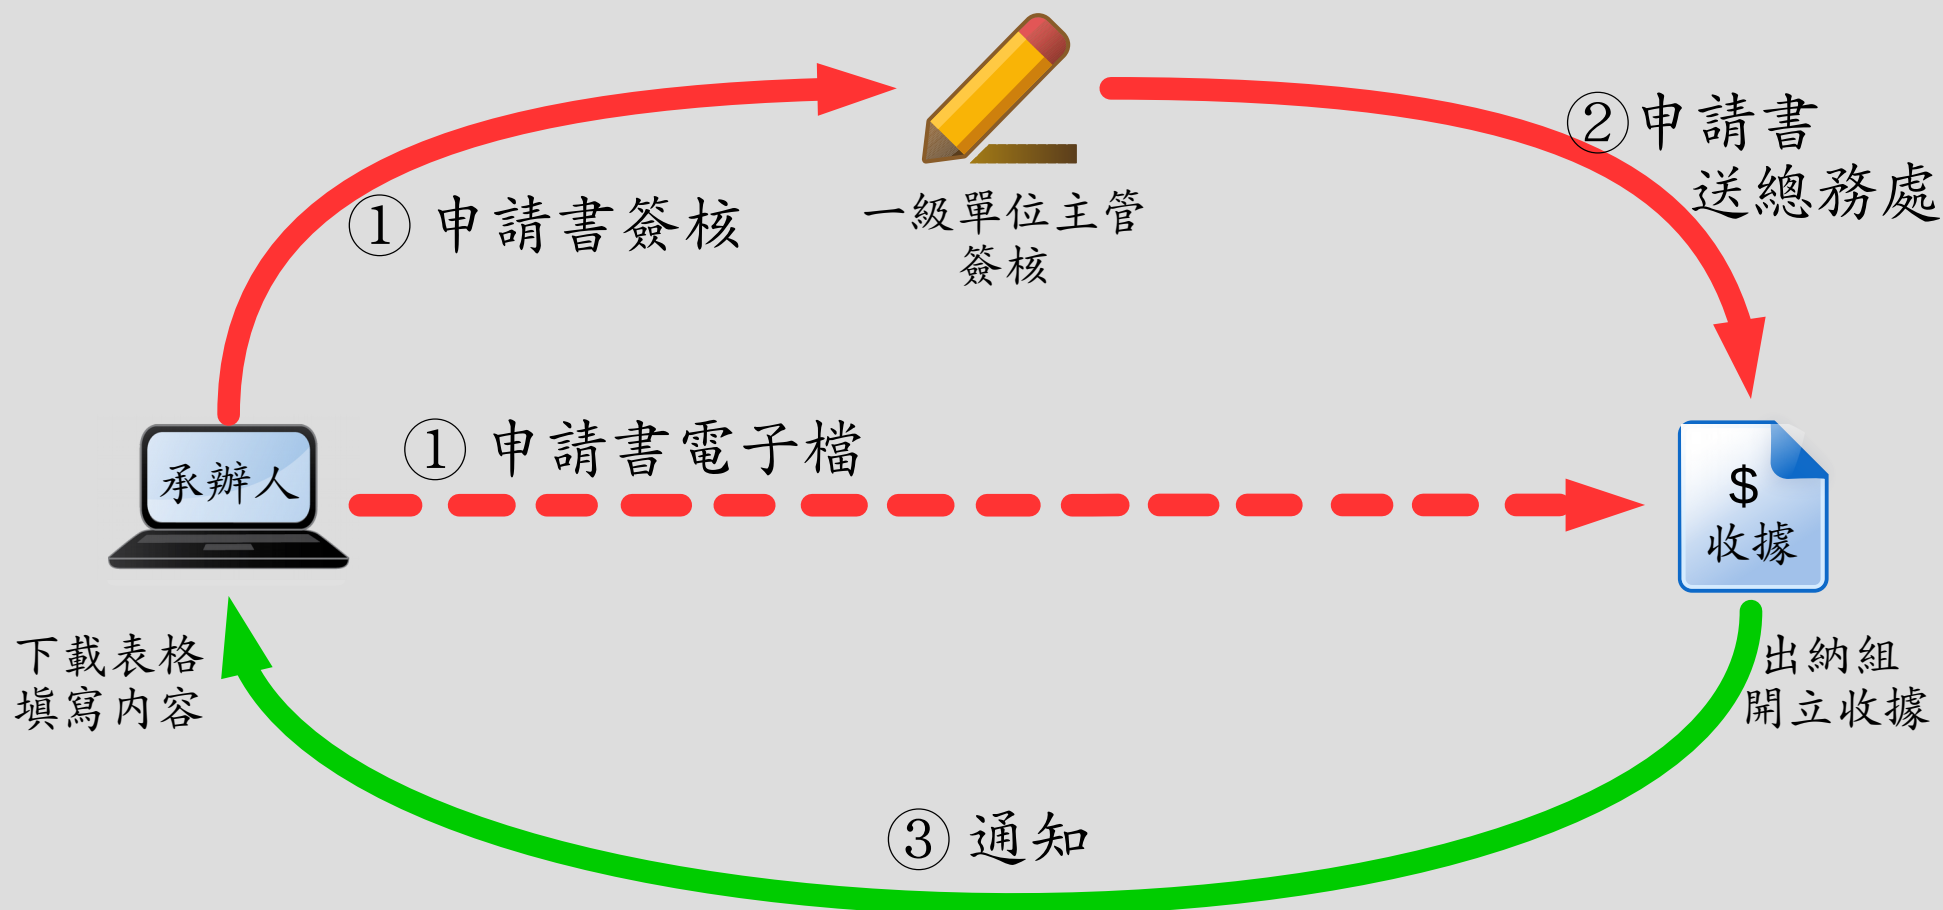 ① 申請書簽核
一級單位主管
簽核
②申請書
送總務處
① 申請書電子檔
承辦人
$
收據
下載表格
填寫内容
出納組
開立收據
③ 通知